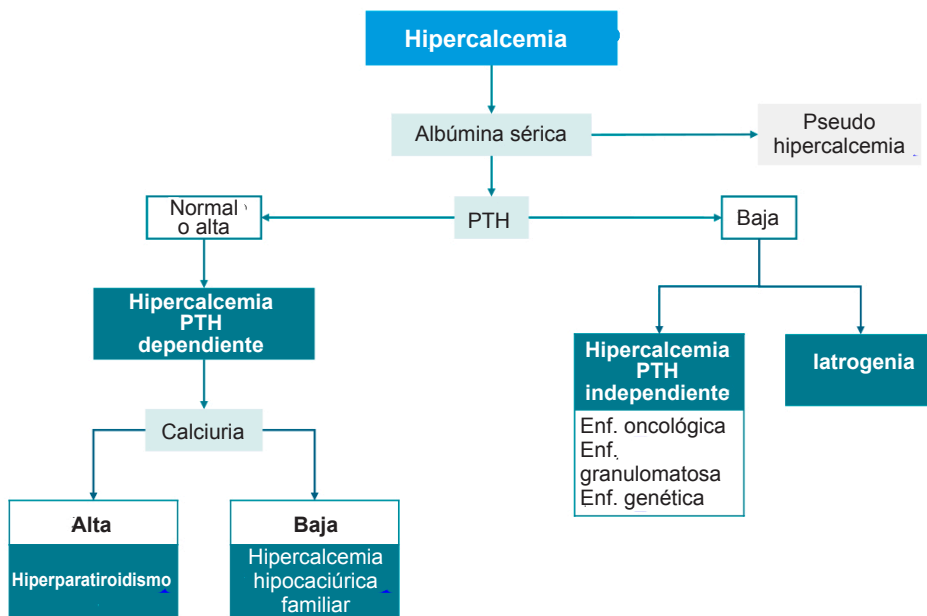 Hipercalcemia
Albúmina sérica
Pseudo
hipercalcemia
Normal
o alta
PTH
Baja
Hipercalcemia
PTH
dependiente
Hipercalcemia
PTH
independiente
Enf. oncológica
Enf.
granulomatosa
Enf. genética
Iatrogenia
Calciuria
Alta
Hiperparatiroidismo
Baja
Hipercalcemia
hipocaciúrica
familiar